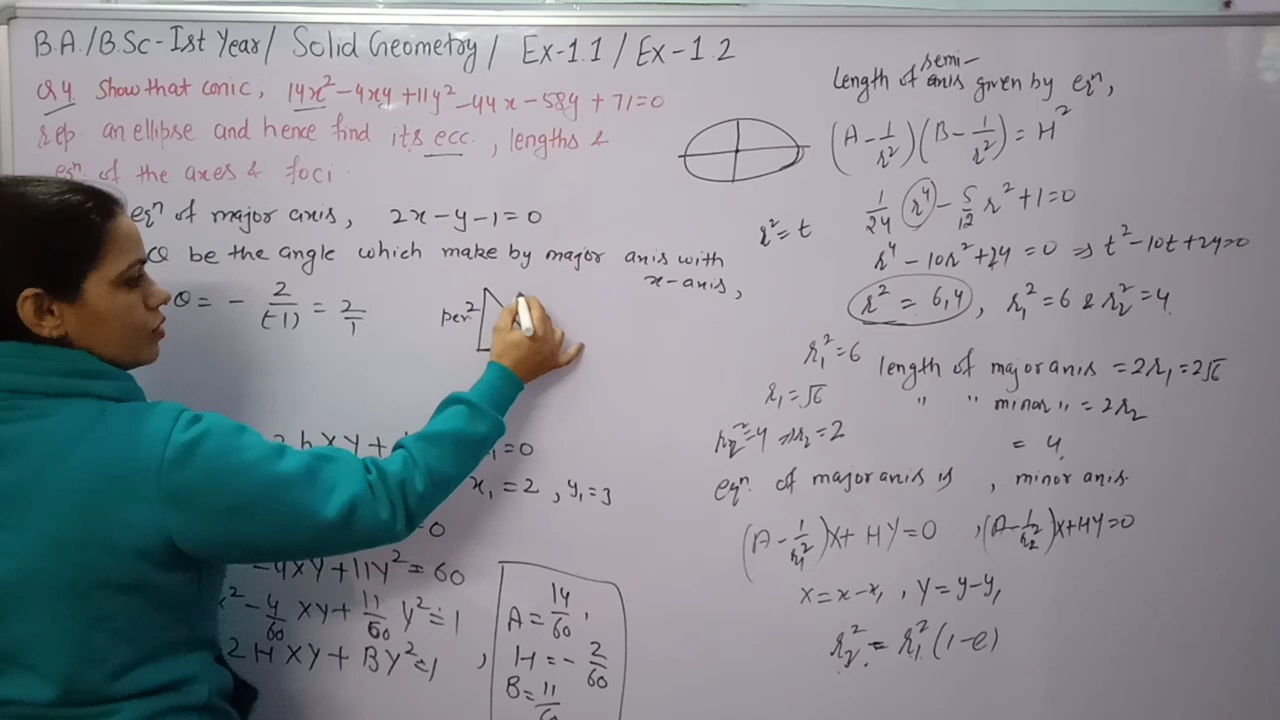 B.A./B.Sc-Ist Year/ Solid Geometry/ Ex-1.1 / Ex-1.2
Q4. Show that conic, 14x² - 4xy + 11y² - 44x - 58y + 71 = 0
rep. an ellipse and hence find its ecc., lengths &
eqⁿ. of the axes & foci.
eqⁿ of major axis, 2x - y - 1 = 0
Q be the angle which make by major axis with
x-axis,
θ = - 2/(-1) = 2/1
per. 2
2hXY +
= 0
x₁ = 2, y₁ = 3
= 0
- 4XY + 11Y² = 60
² - 4/60 XY + 11/60 Y² = 1
2HXY + BY² = 1,
A = 14/60,
H = - 2/60
B = 11/6
Length of semi-axis given by eqⁿ,
(A - 1/r²)(B - 1/r²) = H²
1/24 r⁴ - 5/12 r² + 1 = 0
r² = t
r⁴ - 10r² + 24 = 0 ⇒ t² - 10t + 24 = 0
r² = 6, 4, r₁² = 6 & r₂² = 4
r₁² = 6
length of major axis = 2r₁ = 2√6
r₁ = √6
" " minor " = 2r₂
r₂² = 4 ⇒ r₂ = 2
= 4
eqⁿ. of major axis is, minor axis.
(A - 1/r₁²)X + HY = 0, (A - 1/r₂²)X + HY = 0
X = x - x₁, Y = y - y₁
r₂² = r₁² (1 - e)